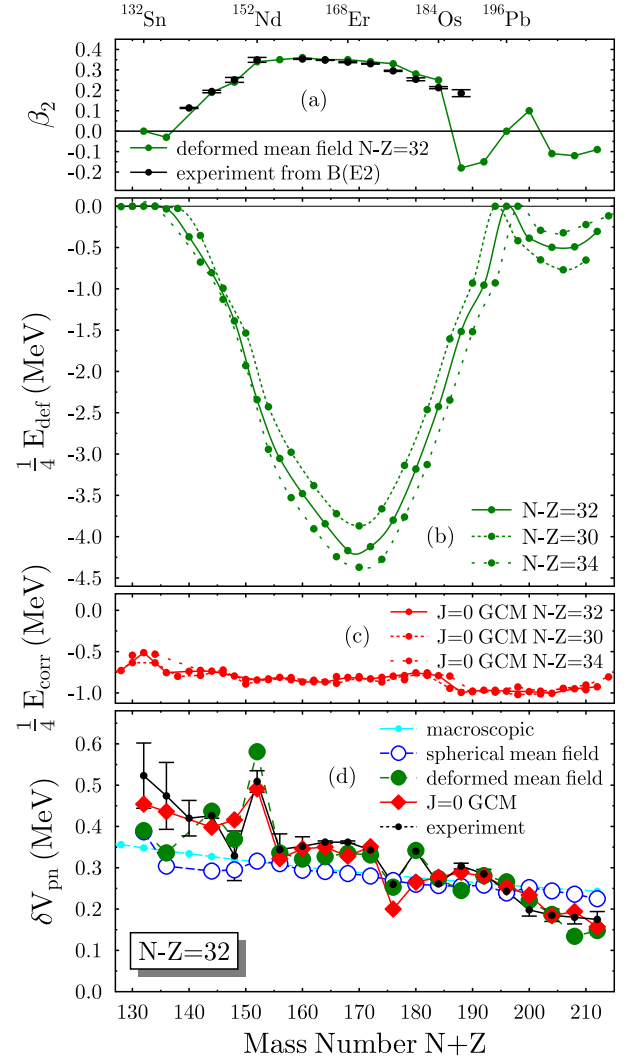 ¹³²Sn ¹⁵²Nd ¹⁶⁸Er ¹⁸⁴Os ¹⁹⁶Pb
0.4
0.3
0.2
0.1
0.0
-0.1
-0.2
β₂
(a)
deformed mean field N-Z=32
experiment from B(E2)
0.0
-0.5
-1.0
-1.5
-2.0
-2.5
-3.0
-3.5
-4.0
-4.5
¼ E_def (MeV)
(b)
N-Z=32
N-Z=30
N-Z=34
0.0
-0.5
-1.0
¼ E_corr (MeV)
(c)
J=0 GCM N-Z=32
J=0 GCM N-Z=30
J=0 GCM N-Z=34
0.6
0.5
0.4
0.3
0.2
0.1
0.0
δV_pn (MeV)
(d)
macroscopic
spherical mean field
deformed mean field
J=0 GCM
experiment
N-Z=32
130 140 150 160 170 180 190 200 210
Mass Number N+Z